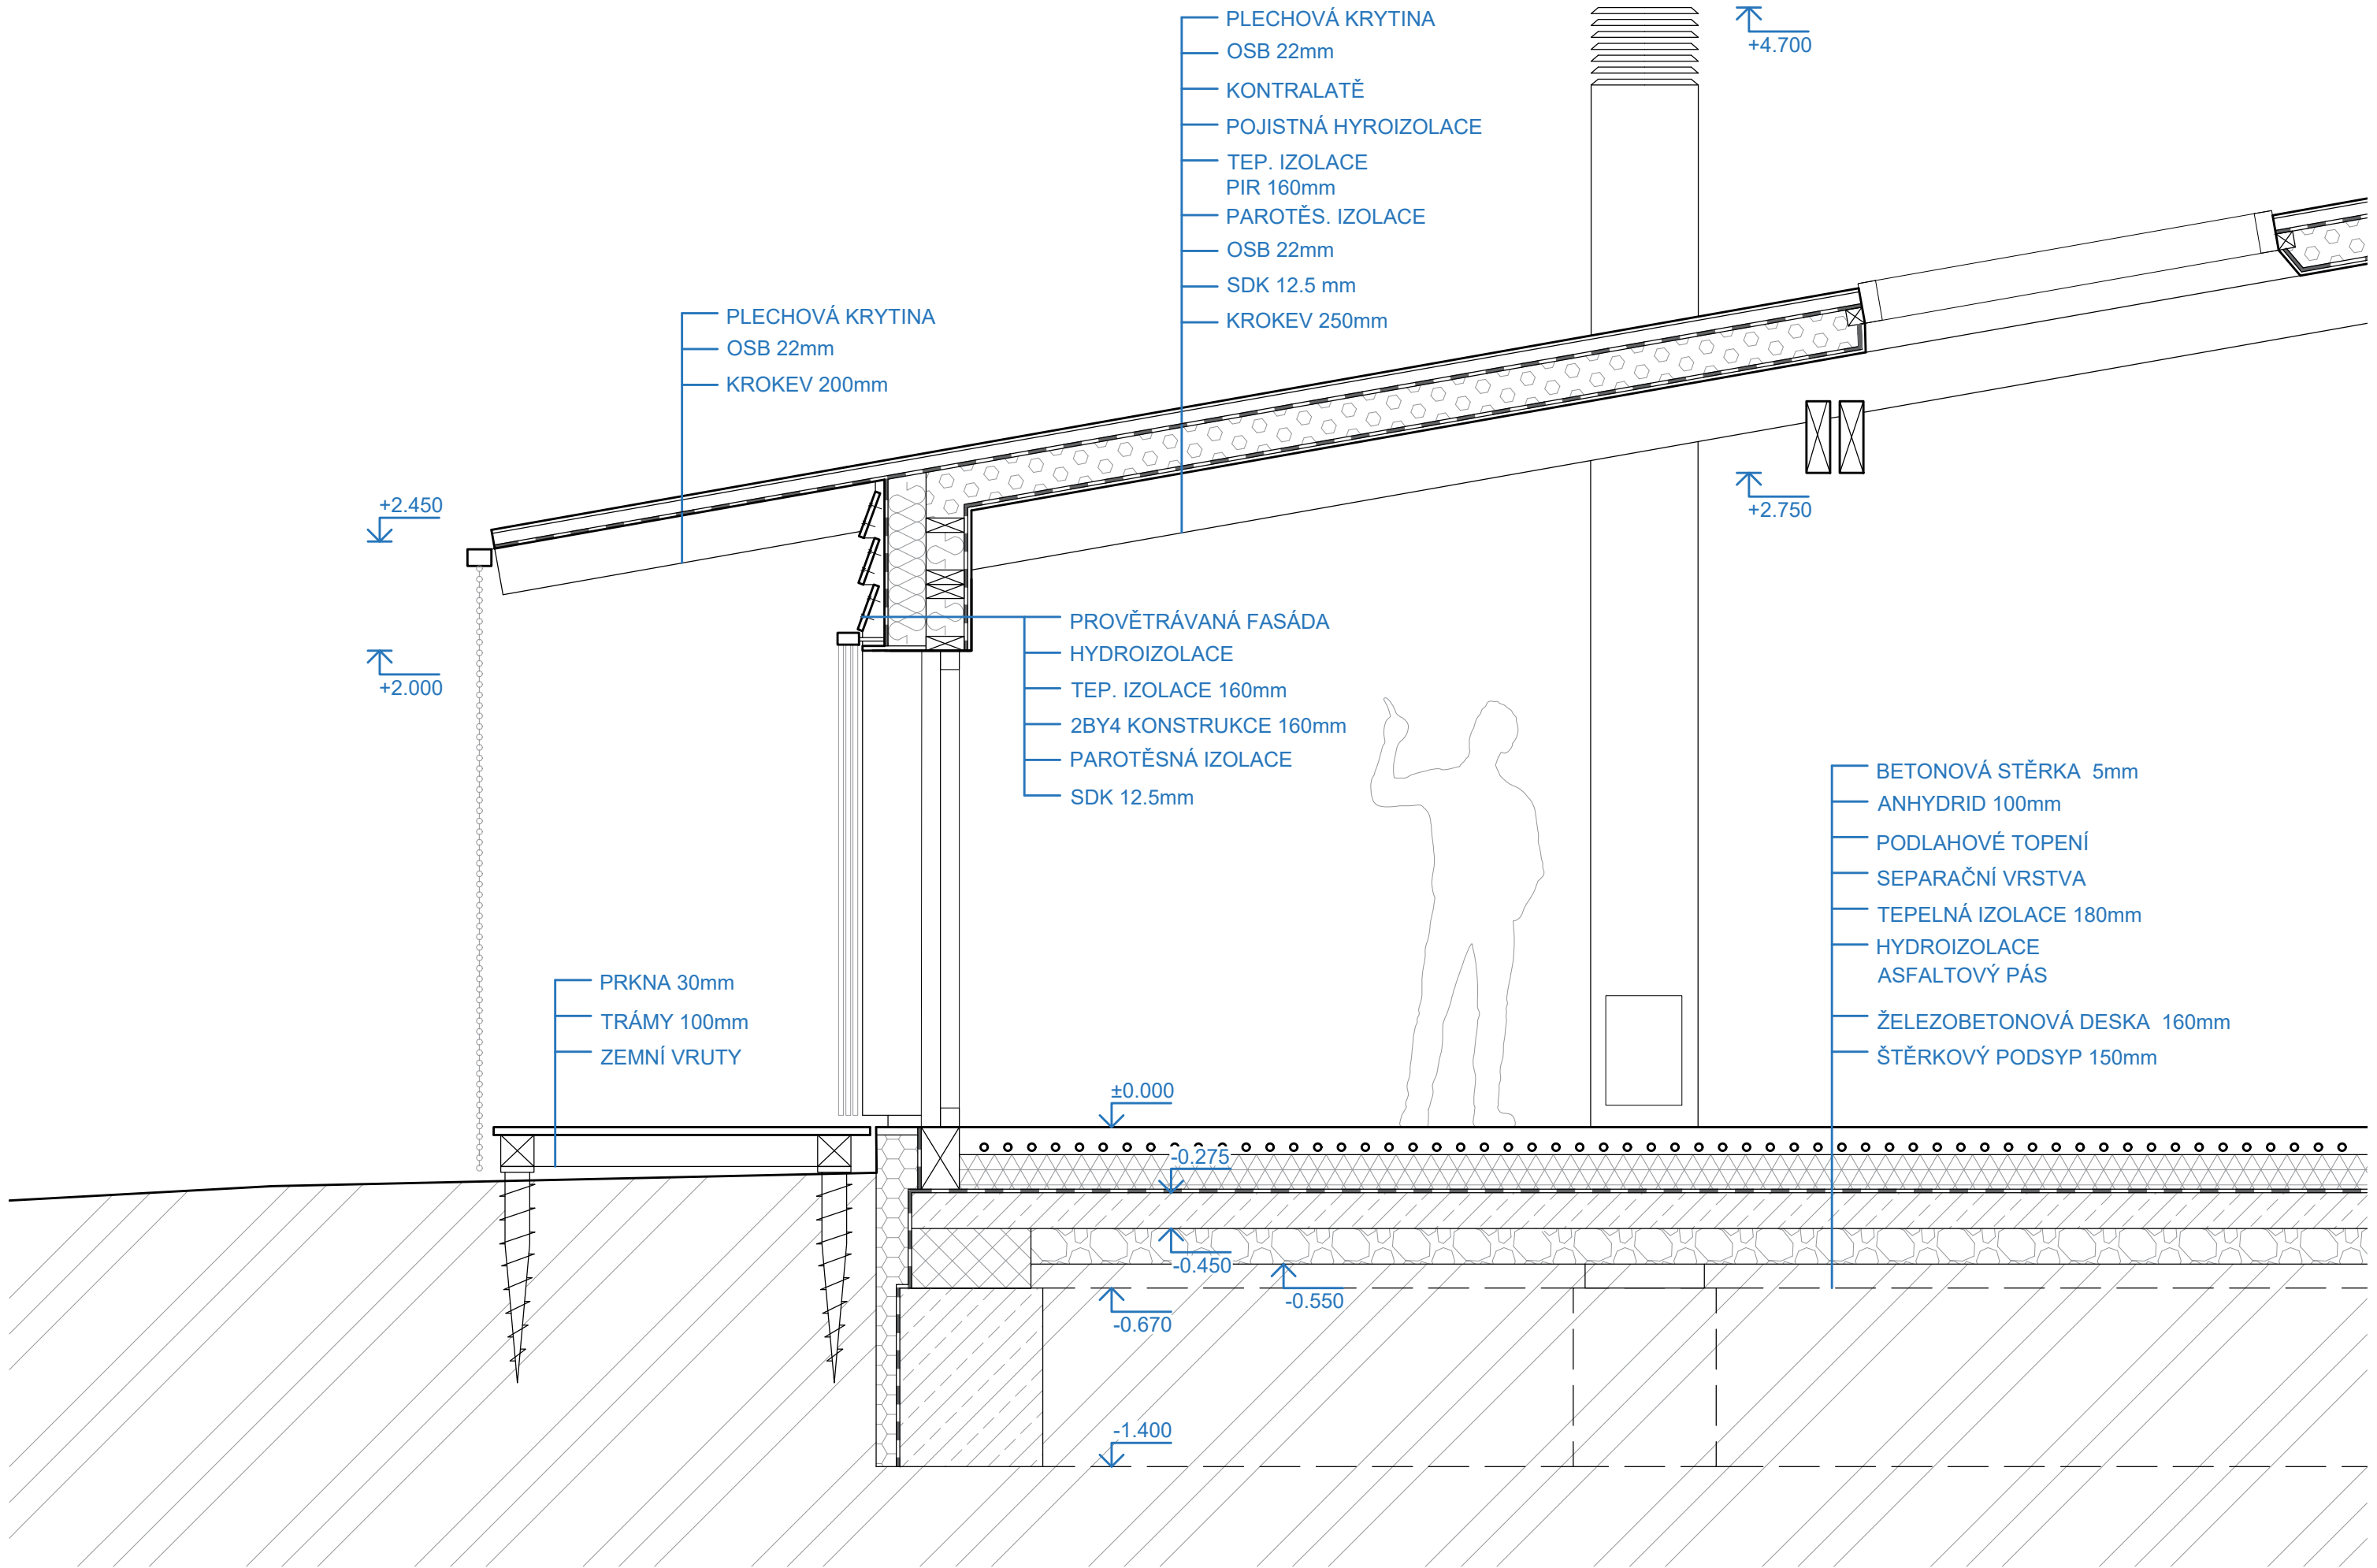 PLECHOVÁ KRYTINA
OSB 22mm
KONTRALATĚ
POJISTNÁ HYROIZOLACE
TEP. IZOLACE
PIR 160mm
PAROTĚS. IZOLACE
OSB 22mm
SDK 12.5 mm
KROKEV 250mm
+4.700
PLECHOVÁ KRYTINA
OSB 22mm
KROKEV 200mm
+2.450
+2.750
+2.000
PROVĚTRÁVANÁ FASÁDA
HYDROIZOLACE
TEP. IZOLACE 160mm
2BY4 KONSTRUKCE 160mm
PAROTĚSNÁ IZOLACE
SDK 12.5mm
BETONOVÁ STĚRKA  5mm
ANHYDRID 100mm
PODLAHOVÉ TOPENÍ
SEPARAČNÍ VRSTVA
TEPELNÁ IZOLACE 180mm
HYDROIZOLACE
ASFALTOVÝ PÁS
ŽELEZOBETONOVÁ DESKA  160mm
ŠTĚRKOVÝ PODSYP 150mm
PRKNA 30mm
TRÁMY 100mm
ZEMNÍ VRUTY
±0.000
-0.275
-0.450
-0.550
-0.670
-1.400